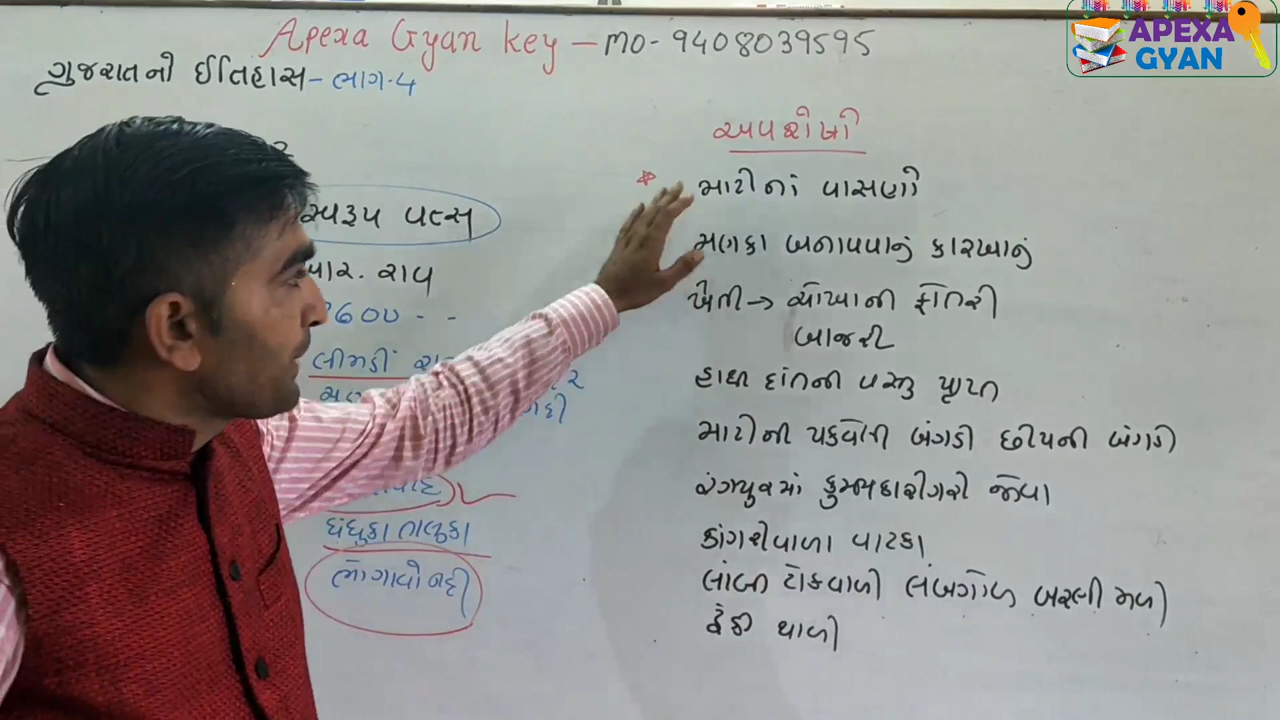 Apexa Gyan key - mo- 9408039595
APEXA
GYAN
ગુજરાતનો ઈતિહાસ - ભાગ-4
અવશેષો
માટીનાં વાસણો
સ્વરૂપ વત્સ
મણકા બનાવવાનું કારખાનું
આર. રાવ
ખેતી → ચોખાની ફોતરી
બાજરી
લીમડી
હાથી દાંતની વસ્તુ પ્રાપ્ત
માટીની પકવેલી બંગડી છીપની બંગડી
રંગપુરમાં કુમ્ભકારીગરો જેવા
ધંધુકા તાલુકા
કાંગરીવાળા વાટકા
ભોગાવો નદી
લાંબી ડોકવાળી લંબગોળ બરણી મળી
થાળી